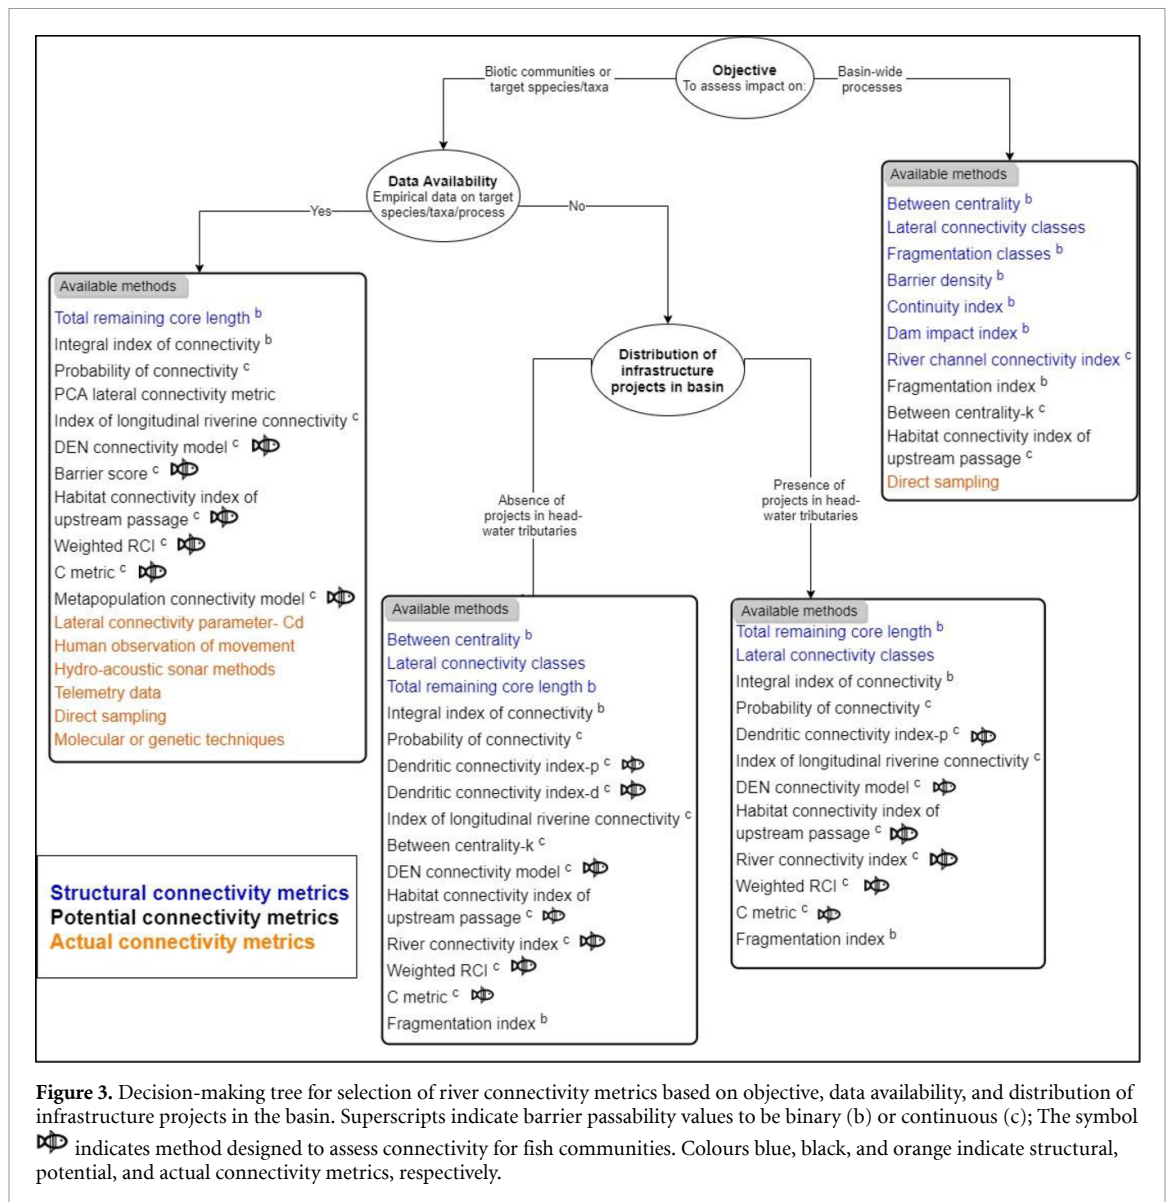 Objective
To assess impact on:
Biotic communities or
target sppecies/taxa
Basin-wide
processes
Data Availability
Empirical data on target
species/taxa/process
Yes
No
Available methods
Between centrality b
Lateral connectivity classes
Fragmentation classes b
Barrier density b
Continuity index b
Dam impact index b
River channel connectivity index c
Fragmentation index b
Between centrality-k c
Habitat connectivity index of
upstream passage c
Direct sampling
Available methods
Total remaining core length b
Integral index of connectivity b
Probability of connectivity c
PCA lateral connectivity metric
Index of longitudinal riverine connectivity c
DEN connectivity model c
Barrier score c
Habitat connectivity index of
upstream passage c
Weighted RCI c
C metric c
Metapopulation connectivity model c
Lateral connectivity parameter- Cd
Human observation of movement
Hydro-acoustic sonar methods
Telemetry data
Direct sampling
Molecular or genetic techniques
Distribution of
infrastructure
projects in basin
Absence of
projects in head-
water tributaries
Presence of
projects in head-
water tributaries
Available methods
Between centrality b
Lateral connectivity classes
Total remaining core length b
Integral index of connectivity b
Probability of connectivity c
Dendritic connectivity index-p c
Dendritic connectivity index-d c
Index of longitudinal riverine connectivity c
Between centrality-k c
DEN connectivity model c
Habitat connectivity index of
upstream passage c
River connectivity index c
Weighted RCI c
C metric c
Fragmentation index b
Available methods
Total remaining core length b
Lateral connectivity classes
Integral index of connectivity b
Probability of connectivity c
Dendritic connectivity index-p c
Index of longitudinal riverine connectivity c
DEN connectivity model c
Habitat connectivity index of
upstream passage c
River connectivity index c
Weighted RCI c
C metric c
Fragmentation index b
Structural connectivity metrics
Potential connectivity metrics
Actual connectivity metrics
Figure 3. Decision-making tree for selection of river connectivity metrics based on objective, data availability, and distribution of
infrastructure projects in the basin. Superscripts indicate barrier passability values to be binary (b) or continuous (c); The symbol
indicates method designed to assess connectivity for fish communities. Colours blue, black, and orange indicate structural,
potential, and actual connectivity metrics, respectively.